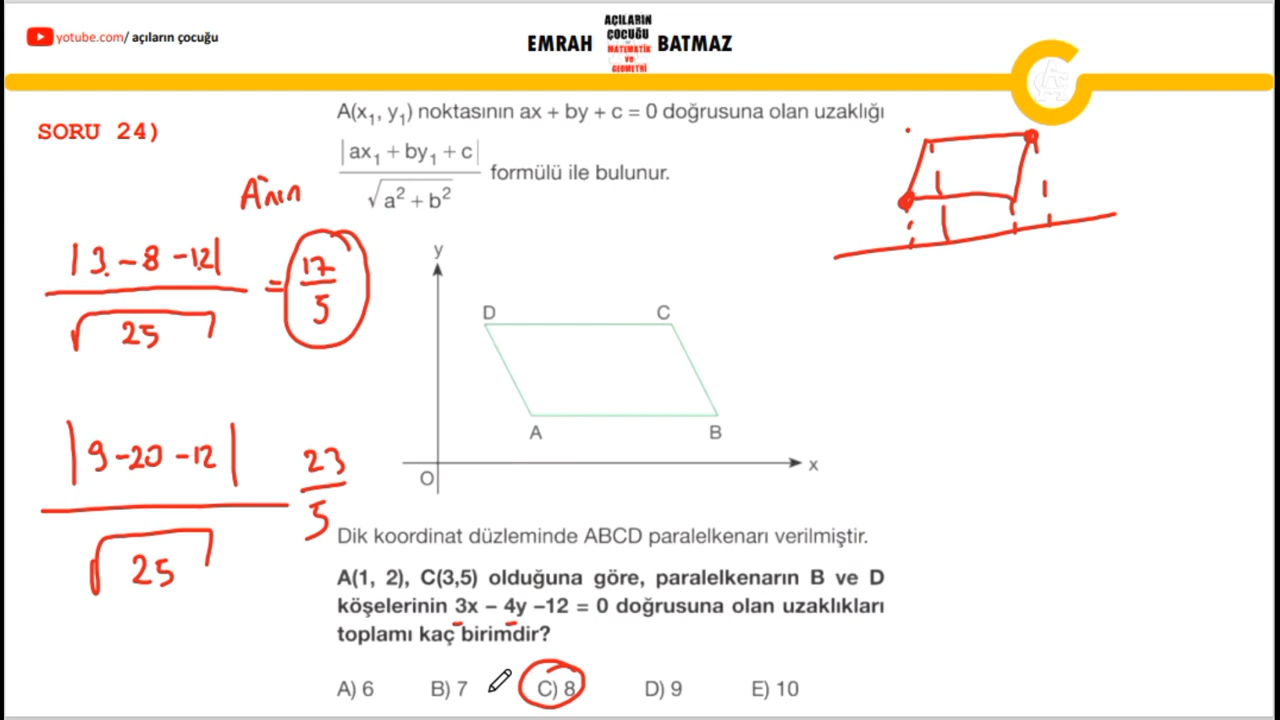 yotube.com/ açıların çocuğu
EMRAH
AÇILARIN
ÇOCUĞU
MATEMATİK
ve
GEOMETRİ
BATMAZ
SORU 24)
A(x₁, y₁) noktasının ax + by + c = 0 doğrusuna olan uzaklığı
|ax₁ + by₁ + c|
√a² + b²
formülü ile bulunur.
A'nın
|3 - 8 - 12|
√25
= 17/5
|9 - 20 - 12|
√25
23/5
y
D
C
A
B
O
x
Dik koordinat düzleminde ABCD paralelkenarı verilmiştir.
A(1, 2), C(3,5) olduğuna göre, paralelkenarın B ve D
köşelerinin 3x – 4y –12 = 0 doğrusuna olan uzaklıkları
toplamı kaç birimdir?
A) 6 B) 7 C) 8 D) 9 E) 10